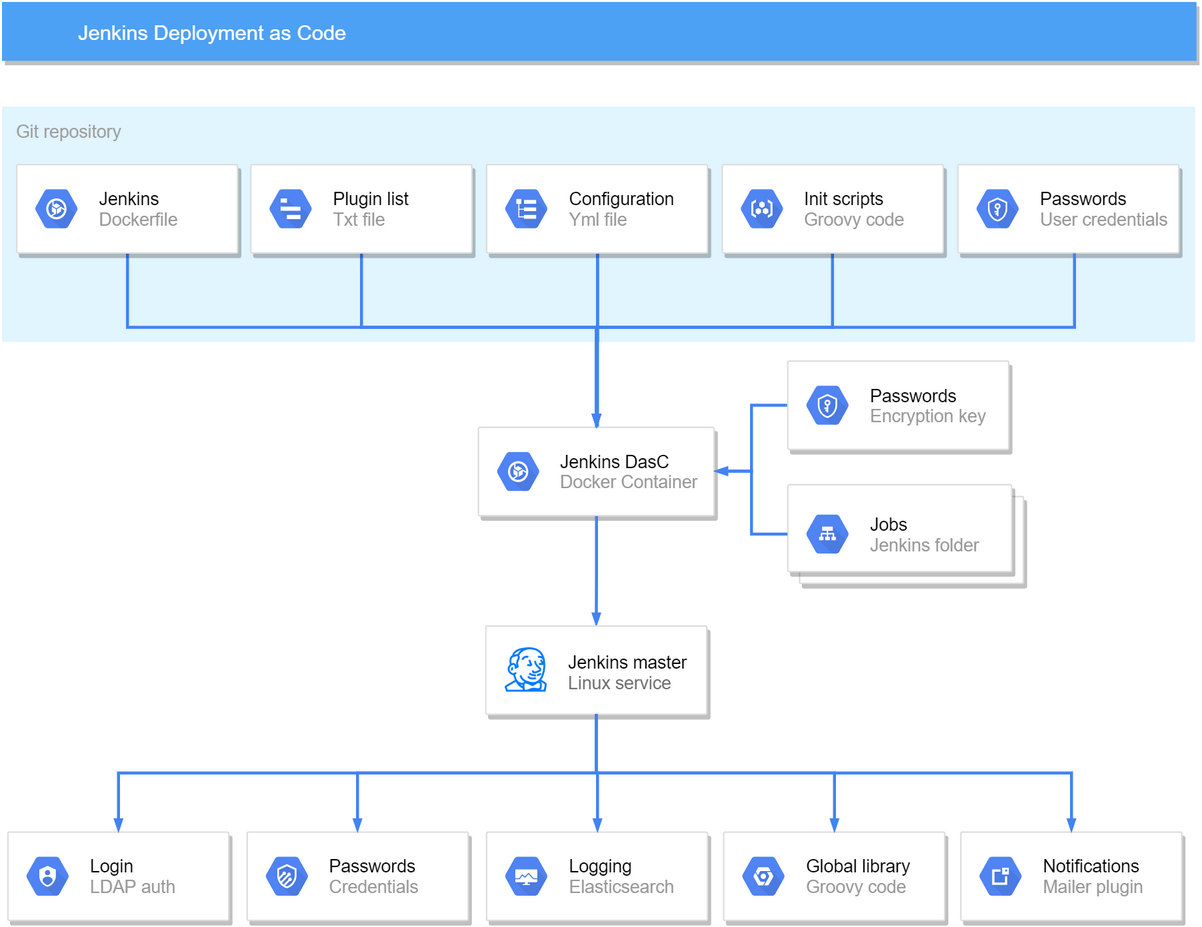 Jenkins Deployment as Code
Git repository
Jenkins
Dockerfile
Plugin list
Txt file
Configuration
Yml file
Init scripts
Groovy code
Passwords
User credentials
Passwords
Encryption key
Jenkins DasC
Docker Container
Jobs
Jenkins folder
Jenkins master
Linux service
Login
LDAP auth
Passwords
Credentials
Logging
Elasticsearch
Global library
Groovy code
Notifications
Mailer plugin